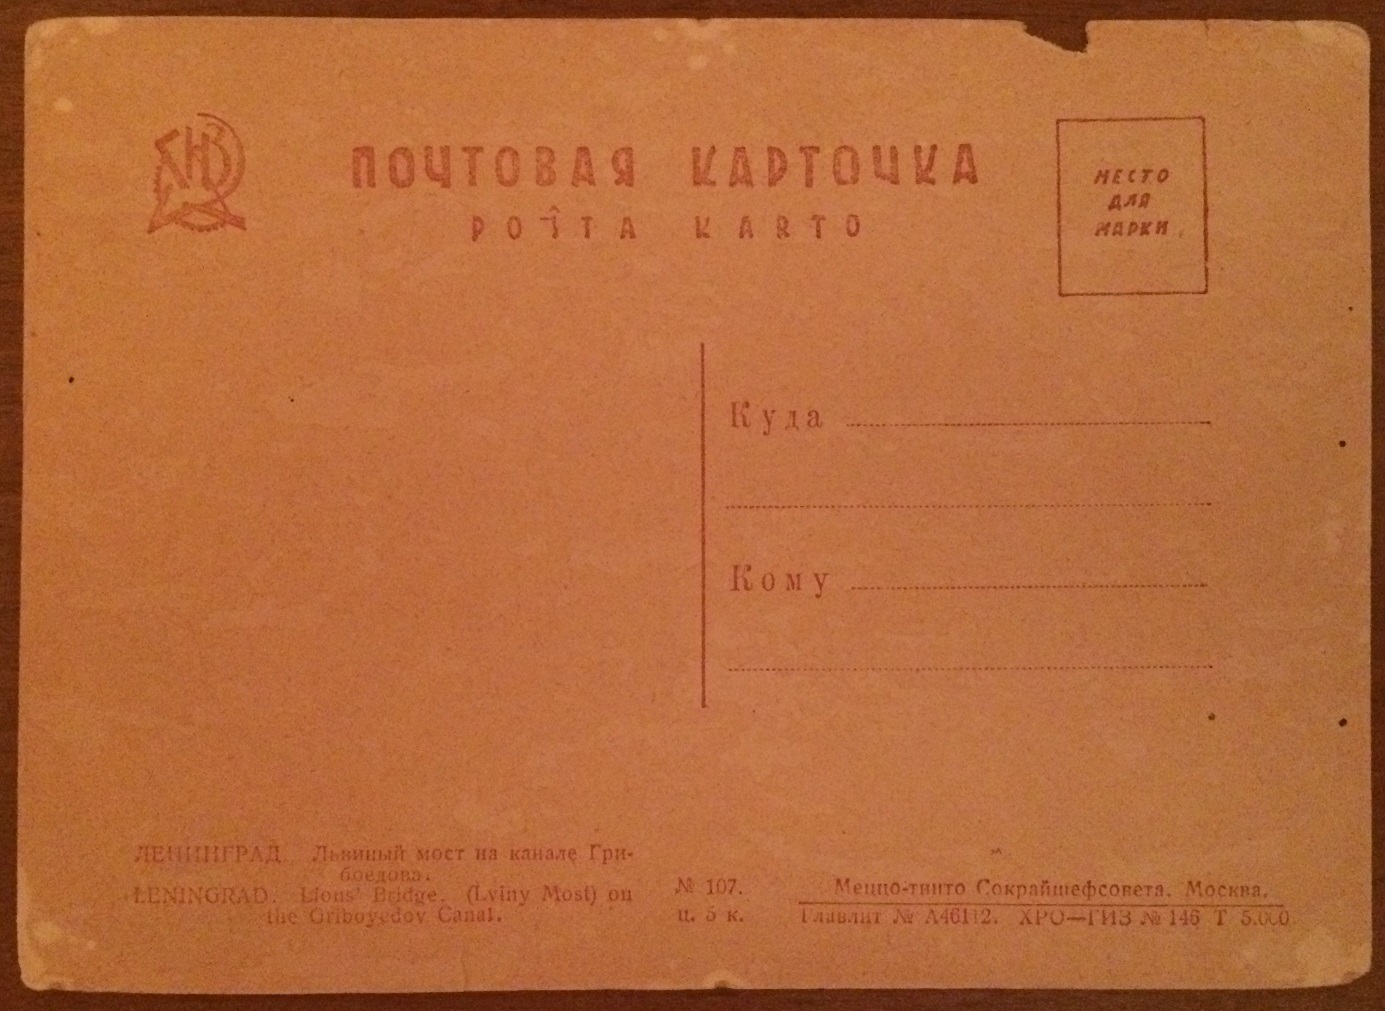 ПОЧТОВАЯ КАРТОЧКА
POŜTA KARTO
МЕСТО
ДЛЯ
МАРКИ
Куда
Кому
ЛЕНИНГРАД. Львиный мост на канале Гри-
боедова.
LENINGRAD. Lions' Bridge. (Lviny Most) on
the Griboyedov Canal.
№ 107.
ц. 5 к.
Меццо-тинто Сокрайшефсовета. Москва.
Главлит № А46112. ХРО—ГИЗ № 146 Т 5.000